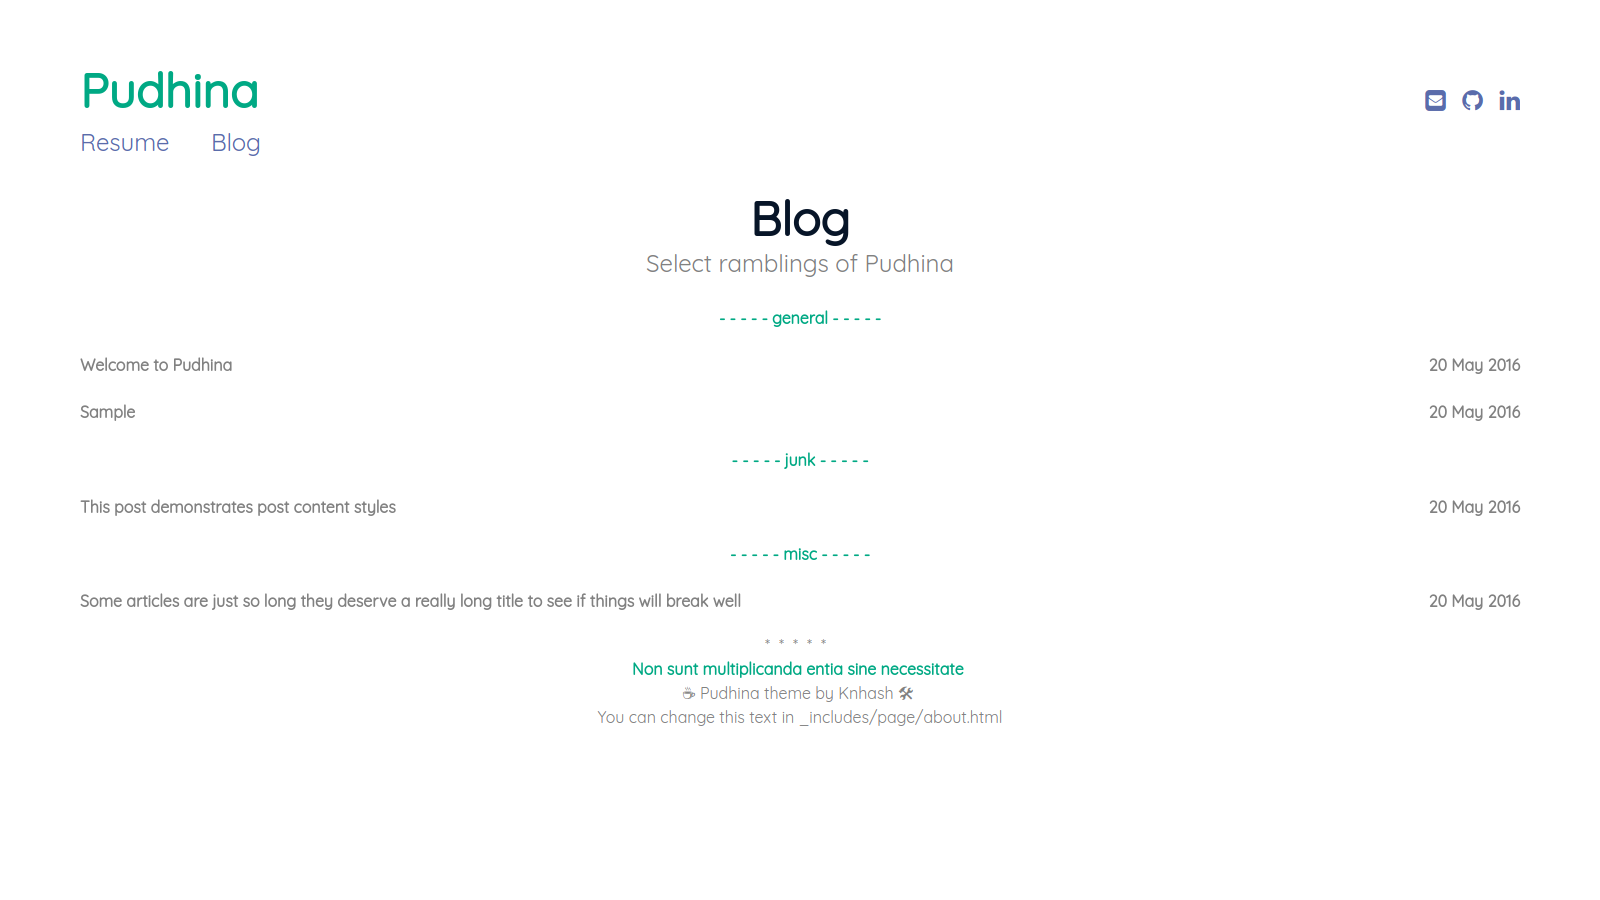 Pudhina
Resume Blog
Blog
Select ramblings of Pudhina
- - - - - general - - - - -
Welcome to Pudhina 20 May 2016
Sample 20 May 2016
- - - - - junk - - - - -
This post demonstrates post content styles 20 May 2016
- - - - - misc - - - - -
Some articles are just so long they deserve a really long title to see if things will break well 20 May 2016
* * * * *
Non sunt multiplicanda entia sine necessitate
☕ Pudhina theme by Knhash 🛠
You can change this text in _includes/page/about.html